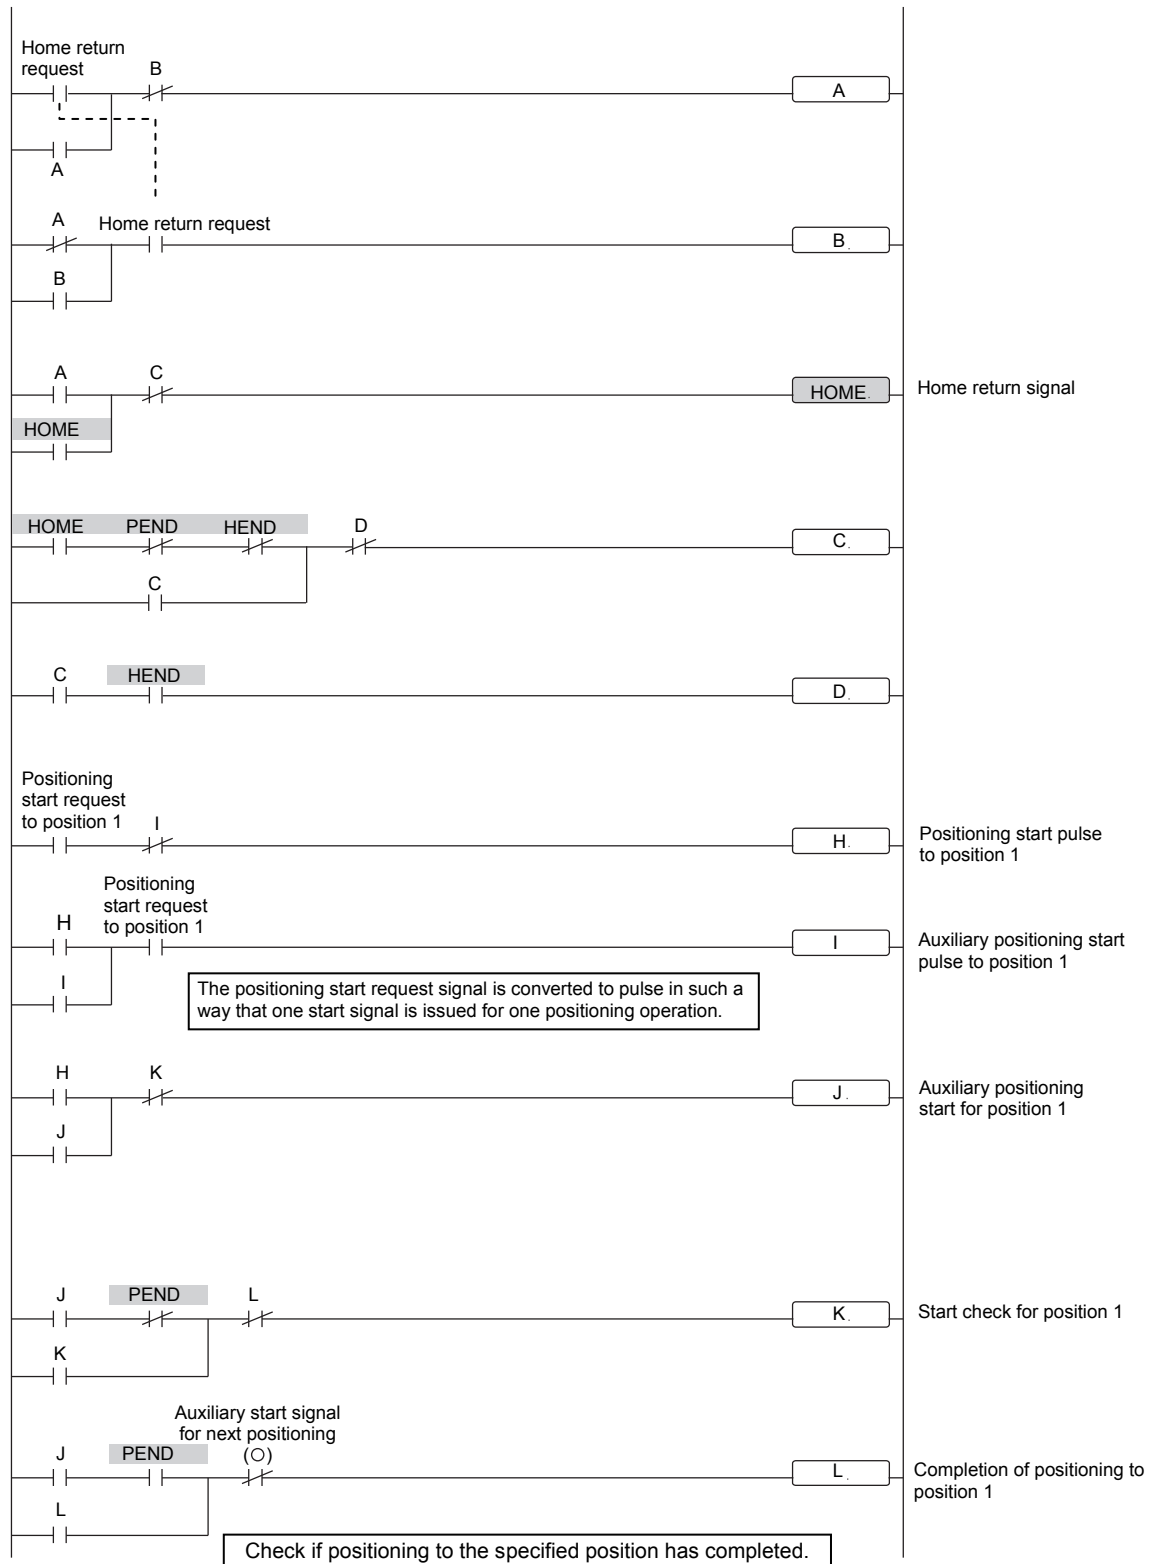 Home return
request
B
A
A
A
Home return request
B
B
A
C
HOME
Home return signal
HOME
HOME
PEND
HEND
D
C
C
C
HEND
D
Positioning
start request
to position 1
I
H
Positioning start pulse
to position 1
Positioning
start request
to position 1
H
I
Auxiliary positioning start
pulse to position 1
I
The positioning start request signal is converted to pulse in such a
way that one start signal is issued for one positioning operation.
H
K
J
Auxiliary positioning
start for position 1
J
J
PEND
L
K
Start check for position 1
K
Auxiliary start signal
for next positioning
J
PEND
(O)
L
Completion of positioning to
position 1
L
Check if positioning to the specified position has completed.